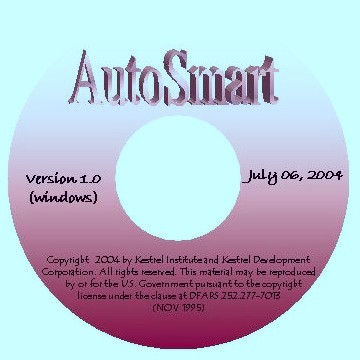 AutoSmart
Version 1.0
(windows)
July 06, 2004
Copyright 2004 by Kestrel Institute and Kestrel Development
Corporation. All rights reserved. This material may be reproduced
by or for the U.S. Government pursuant to the copyright
license under the clause at DFARS 252.277-7013
(NOV 1995)